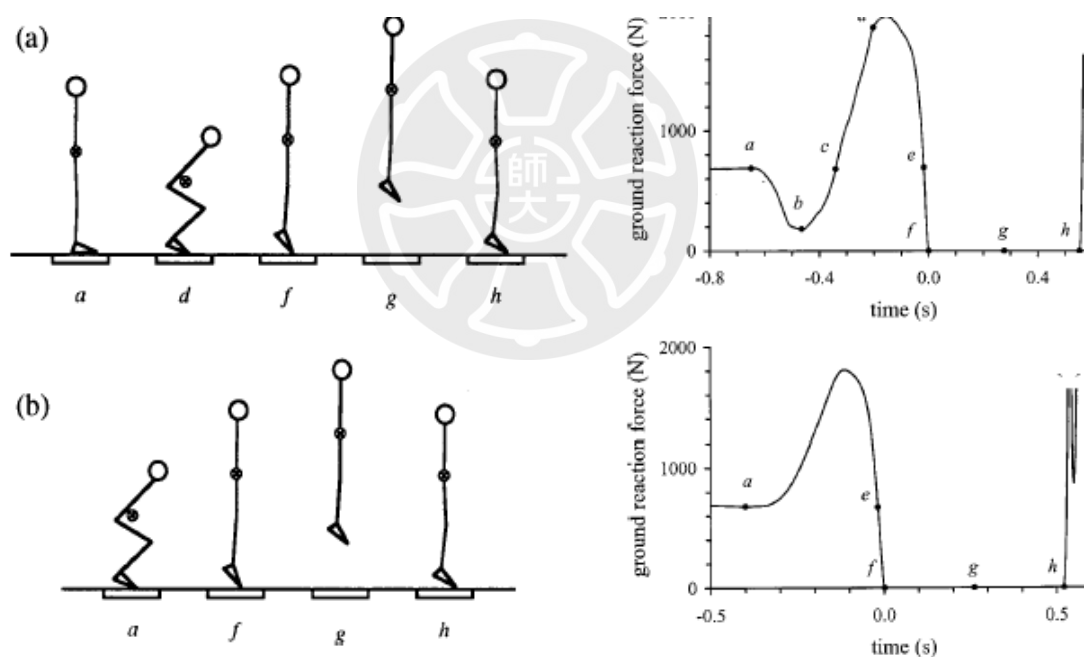 (a)
a d f g h
ground reaction force (N)
1000
0
a
b
c
e
f
g
h
-0.8 -0.4 0.0 0.4
time (s)
師
大
(b)
a f g h
ground reaction force (N)
2000
1000
0
a
e
f
g
h
-0.5 0.0 0.5
time (s)